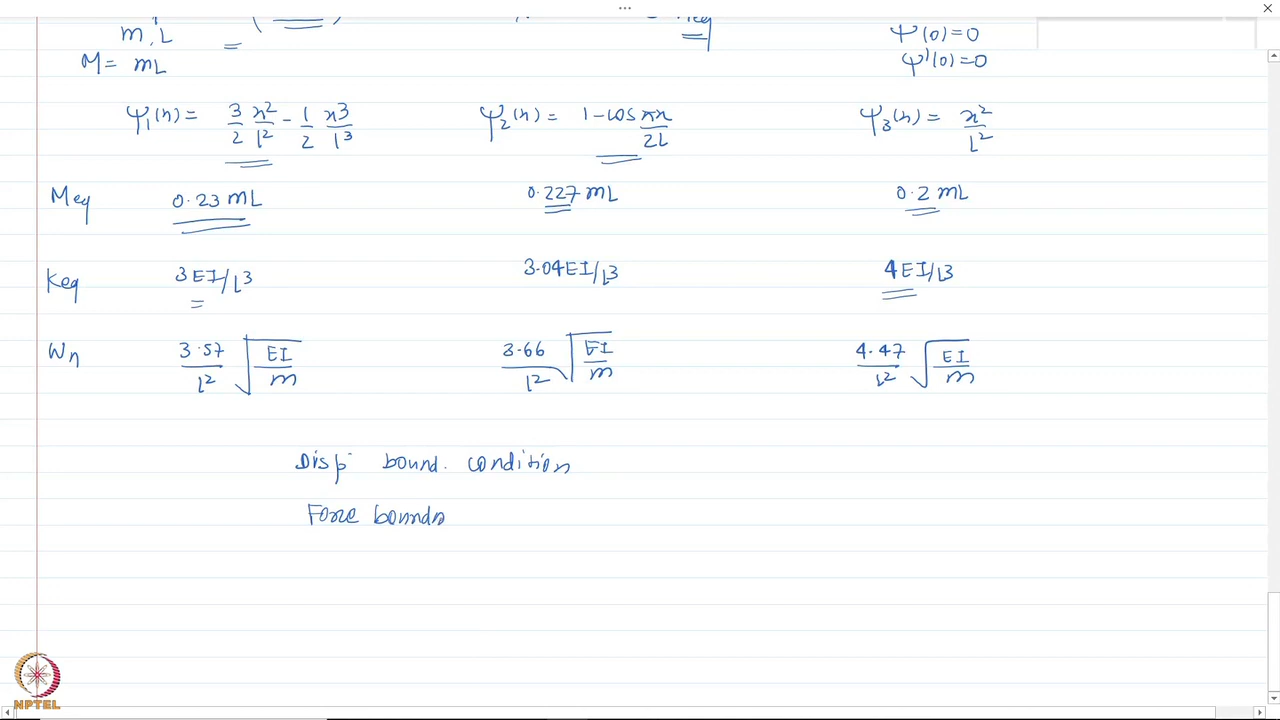 m, L
M = mL
ψ(0)=0
ψ'(0)=0
ψ₁(x) = 3/2 x²/L² - 1/2 x3/L³
ψ₂(x) = 1-cos πx/2L
ψ₃(x) = x²/L²
Meq 0.23 mL 0.227 mL 0.2 mL
Keq 3EI/L3 3.04EI/L3 4EI/L3
Wn 3.57/L² √EI/m 3.66/L² √EI/m 4.47/L² √EI/m
Disp bound. condition
Force bounda
NPTEL